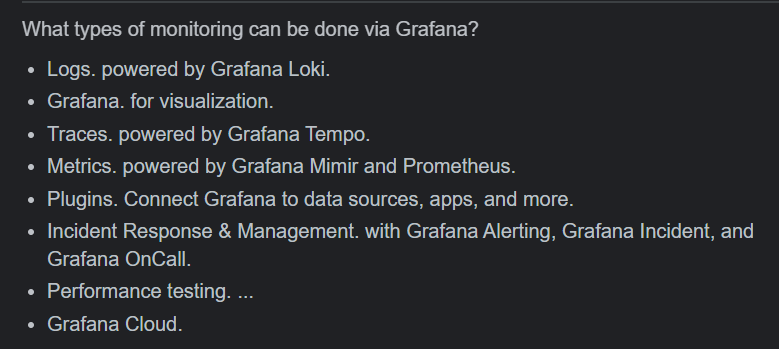 What types of monitoring can be done via Grafana?
• Logs. powered by Grafana Loki.
• Grafana. for visualization.
• Traces. powered by Grafana Tempo.
• Metrics. powered by Grafana Mimir and Prometheus.
• Plugins. Connect Grafana to data sources, apps, and more.
• Incident Response & Management. with Grafana Alerting, Grafana Incident, and
Grafana OnCall.
• Performance testing. ...
• Grafana Cloud.